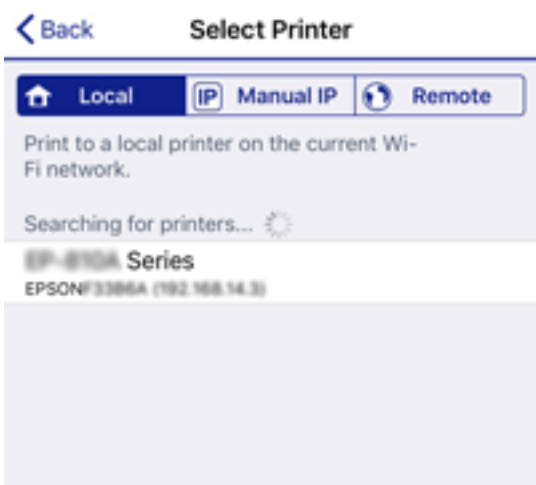 Back
Select Printer
Local
IP Manual IP
Remote
Print to a local printer on the current Wi-
Fi network.
Searching for printers...
Series
EPSON